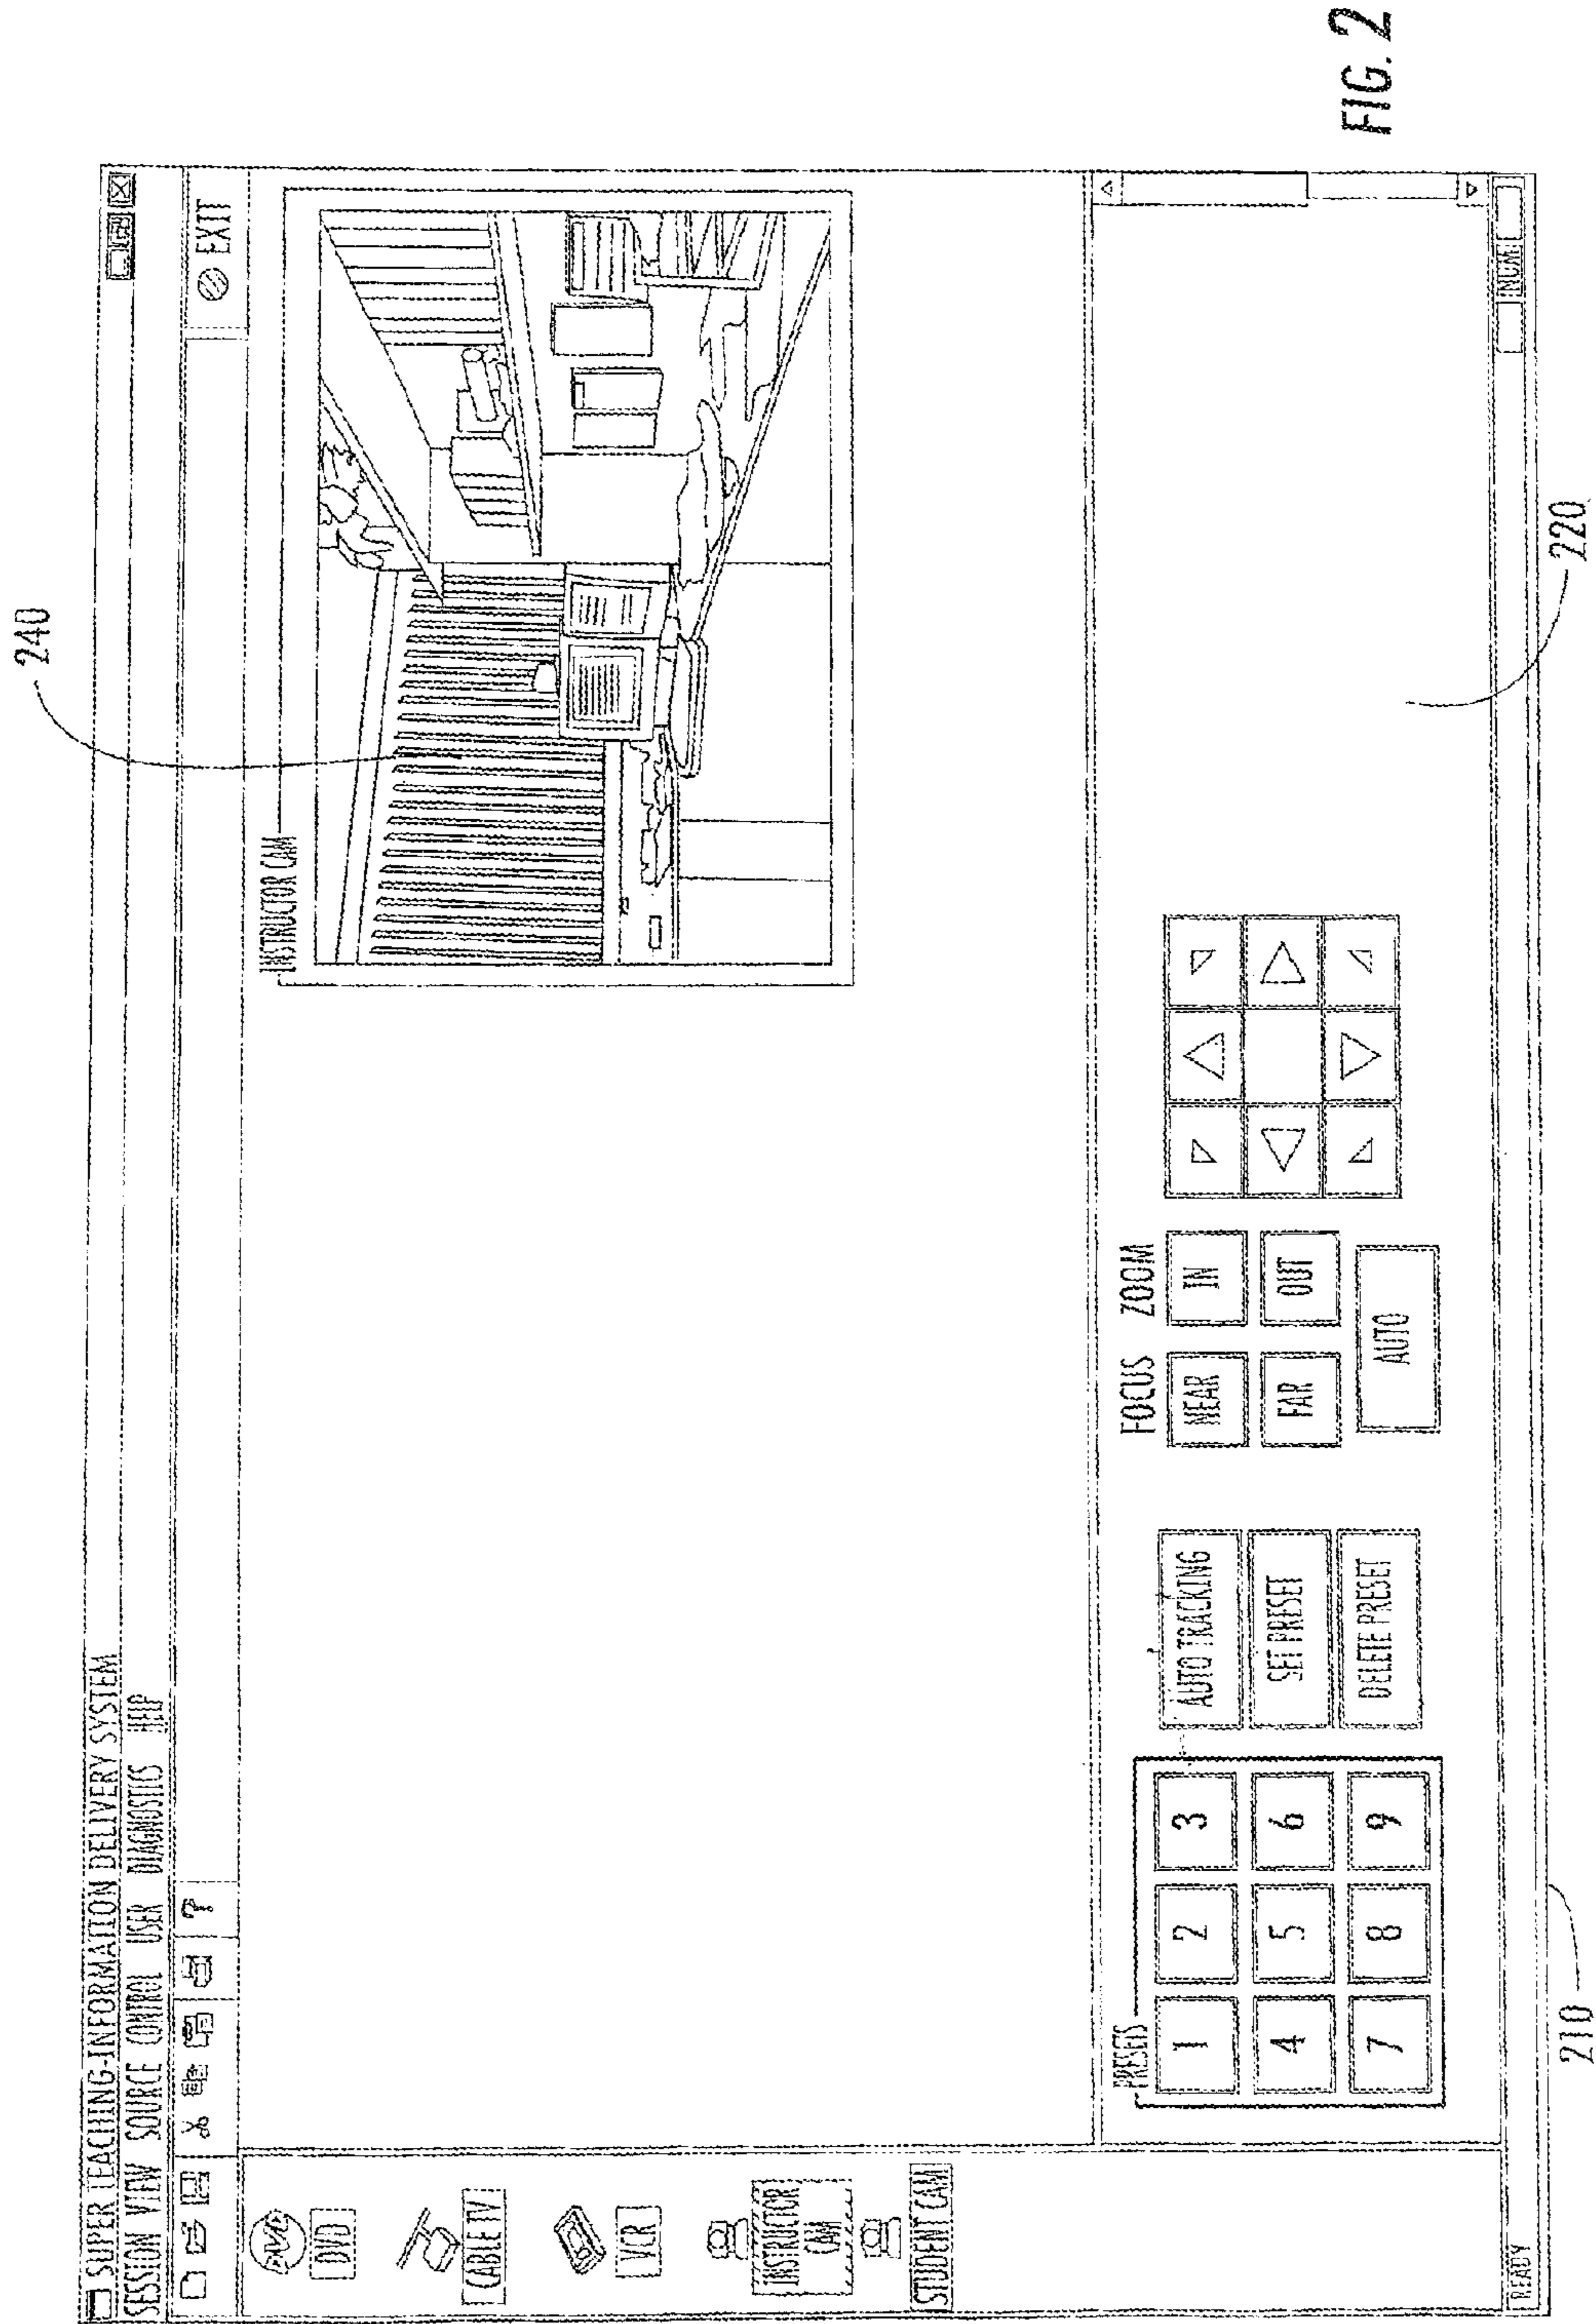 SUPER TEACHING-INFORMATION DELIVERY SYSTEM
SESSION VIEW SOURCE CONTROL USER DIAGNOSTICS HELP
?
EXIT
DVD
DVD
CABLE TV
VCR
INSTRUCTOR
CAM
STUDENT CAM
INSTRUCTOR CAM
240
PRESETS
1 2 3
4 5 6
7 8 9
AUTO TRACKING
SET PRESET
DELETE PRESET
FOCUS ZOOM
NEAR IN
FAR OUT
AUTO
READY
NUM
210
220
FIG. 2